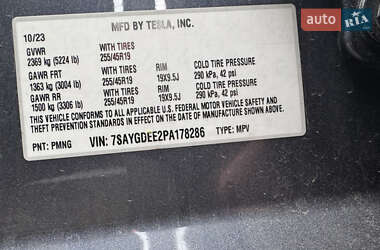 auto.RIA
MFD BY TESLA, INC.
10/23
GVWR WITH TIRES
2369 kg (5224 lb) 255/45R19
GAWR FRT WITH TIRES RIM COLD TIRE PRESSURE
1363 kg (3004 lb) 255/45R19 19X9.5J 290 kPa, 42 psi
GAWR RR WITH TIRES RIM COLD TIRE PRESSURE
1500 kg (3306 lb) 255/45R19 19X9.5J 290 kPa, 42 psi
THIS VEHICLE CONFORMS TO ALL APPLICABLE U.S. FEDERAL MOTOR VEHICLE SAFETY AND
THEFT PREVENTION STANDARDS IN EFFECT ON THE DATE OF MANUFACTURE SHOWN ABOVE.
VIN: 7SAYGDEE2PA178286
PNT: PMNG TYPE: MPV